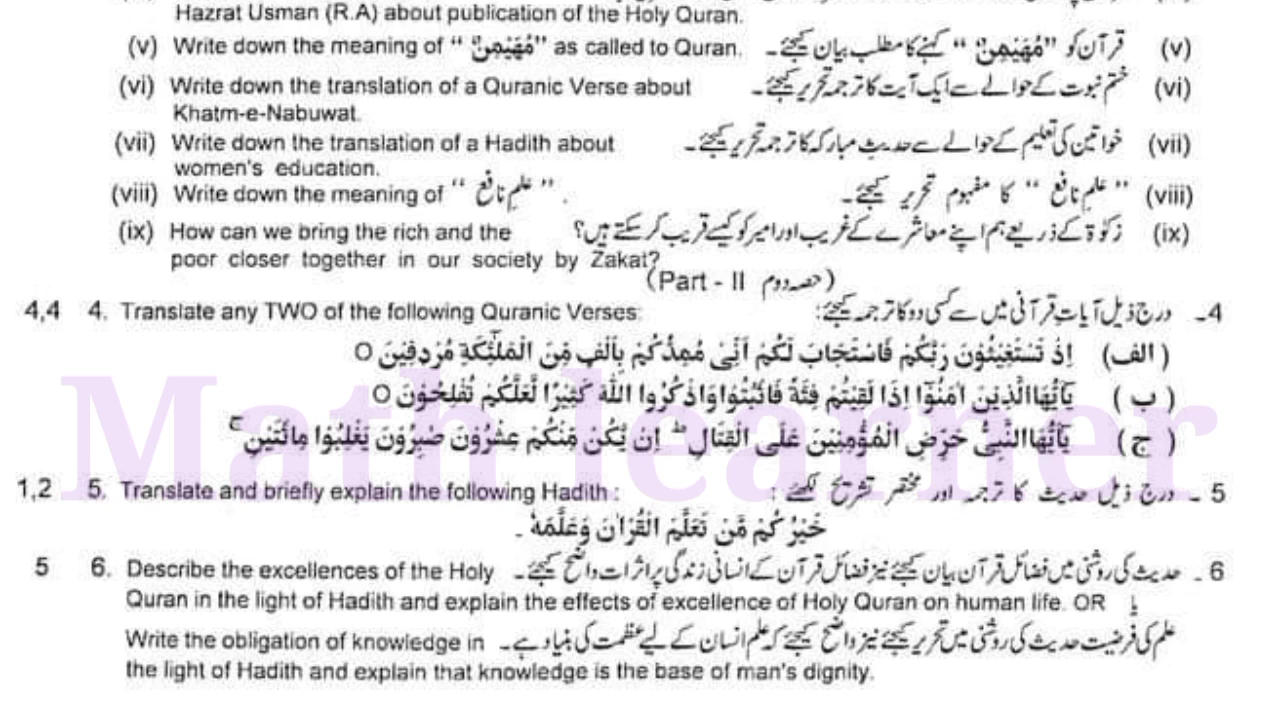 Hazrat Usman (R.A) about publication of the Holy Quran.
(v) Write down the meaning of “ مُهَيْمِنٌ” as called to Quran. قرآن کو ”مُهَيْمِنٌ “ کہنے کا مطلب بیان کیجئے۔ (v)
(vi) Write down the translation of a Quranic Verse about ختم نبوت کے حوالے سے ایک آیت کا ترجمہ تحریر کیجئے۔ (vi)
Khatm-e-Nabuwat.
(vii) Write down the translation of a Hadith about خواتین کی تعلیم کے حوالے سے حدیثِ مبارکہ کا ترجمہ تحریر کیجئے۔ (vii)
women's education.
(viii) Write down the meaning of “ علمِ نافع ” . ” علمِ نافع “ کا مفہوم تحریر کیجئے۔ (viii)
(ix) How can we bring the rich and the زکوٰۃ کے ذریعے ہم اپنے معاشرے کے غریب اور امیر کو کیسے قریب کر سکتے ہیں؟ (ix)
poor closer together in our society by Zakat?
(Part - II حصہ دوم)
4,4 4. Translate any TWO of the following Quranic Verses: درج ذیل آیات قرآنی میں سے کسی دو کا ترجمہ کیجئے: 4۔
(الف) اِذْ تَسْتَغِيْثُوْنَ رَبَّكُمْ فَاسْتَجَابَ لَكُمْ اَنِّىْ مُمِدُّكُمْ بِاَلْفٍ مِّنَ الْمَلٰٓئِكَةِ مُرْدِفِيْنَ O
(ب) يٰٓاَيُّهَاالَّذِيْنَ اٰمَنُوْٓا اِذَا لَقِيْتُمْ فِئَةً فَاثْبُتُوْاوَاذْكُرُوا اللّٰهَ كَثِيْرًا لَّعَلَّكُمْ تُفْلِحُوْنَ O
(ج) يٰٓاَيُّهَاالنَّبِىُّ حَرِّضِ الْمُؤْمِنِيْنَ عَلَى الْقِتَالِ ؕ اِنْ يَّكُنْ مِّنْكُمْ عِشْرُوْنَ صٰبِرُوْنَ يَغْلِبُوْا مِائَتَيْنِ ۚ
Math learner
1,2 5. Translate and briefly explain the following Hadith : درج ذیل حدیث کا ترجمہ اور مختصر تشریح لکھئے : 5 ۔
خَيْرُ كُمْ مَّنْ تَعَلَّمَ الْقُرْاٰنَ وَعَلَّمَهٗ ۔
5 6. Describe the excellences of the Holy حدیث کی روشنی میں فضائل قرآن بیان کیجئے نیز فضائل قرآن کے انسانی زندگی پر اثرات واضح کیجئے۔ 6 ۔
Quran in the light of Hadith and explain the effects of excellence of Holy Quran on human life. OR یا
Write the obligation of knowledge in علم کی فرضیت حدیث کی روشنی میں تحریر کیجئے نیز واضح کیجئے کہ علم انسان کے لیے عظمت کی بنیاد ہے۔
the light of Hadith and explain that knowledge is the base of man's dignity.